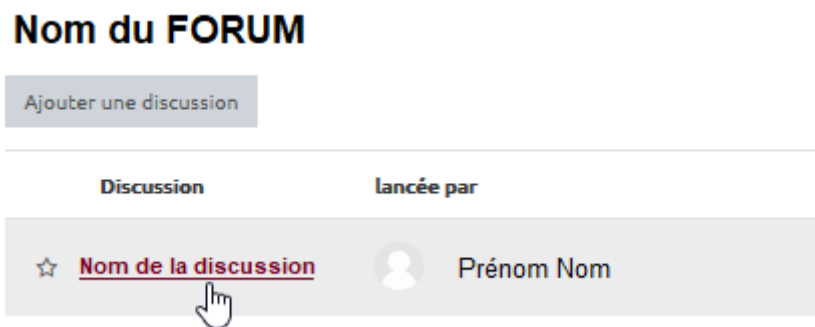 Nom du FORUM
Ajouter une discussion
Discussion lancée par
Nom de la discussion Prénom Nom